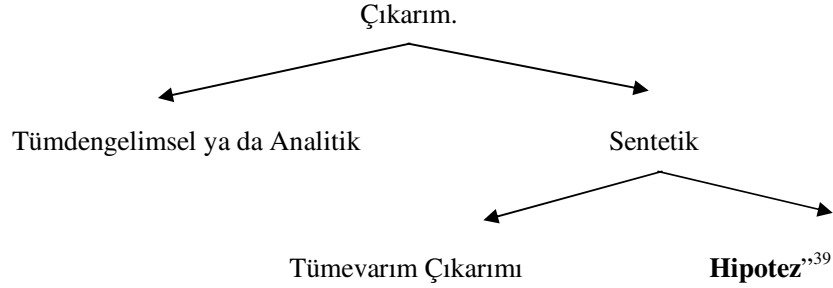 Çıkarım.
Tümdengelimsel ya da Analitik Sentetik
Tümevarım Çıkarımı Hipotez”39